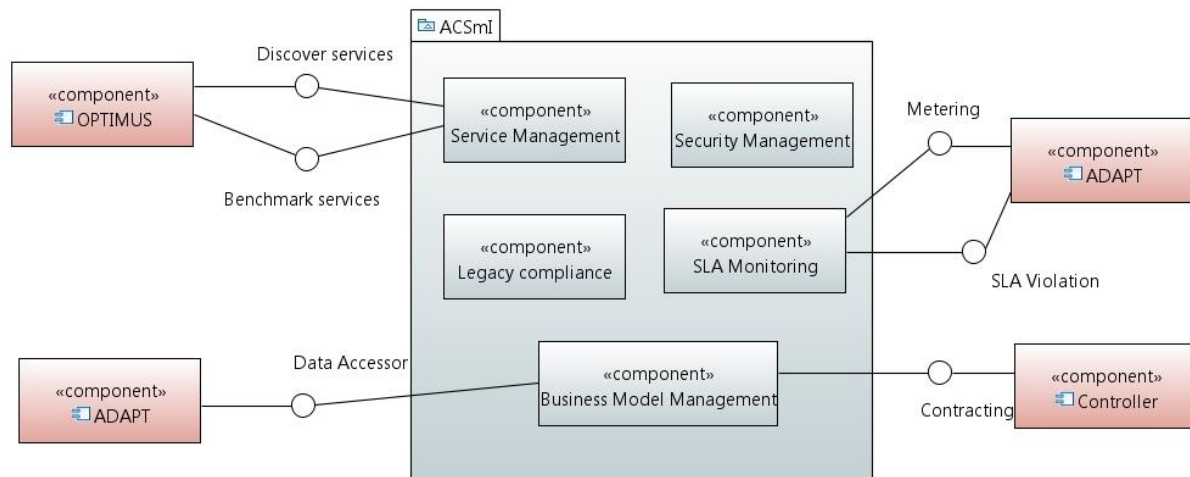 ACSmI
Discover services
«component»
OPTIMUS
Benchmark services
«component»
Service Management
«component»
Security Management
Metering
«component»
ADAPT
«component»
Legacy compliance
«component»
SLA Monitoring
SLA Violation
«component»
ADAPT
Data Accessor
«component»
Business Model Management
Contracting
«component»
Controller